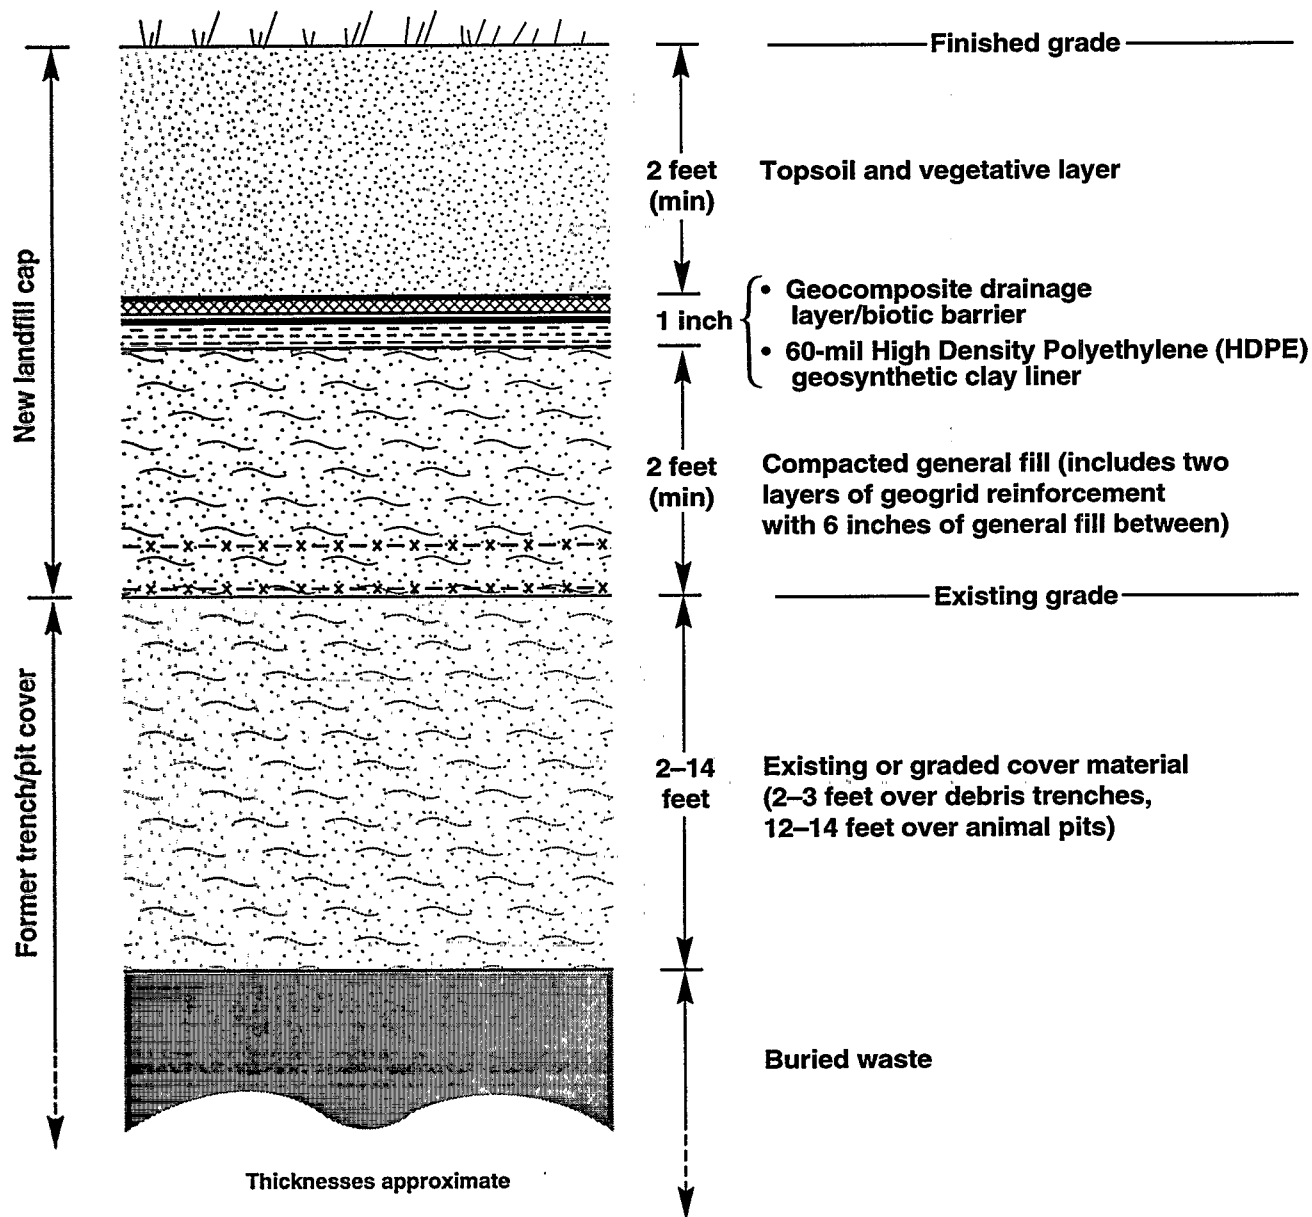 Finished grade
2 feet
(min)
Topsoil and vegetative layer
New landfill cap
1 inch
• Geocomposite drainage
layer/biotic barrier
• 60-mil High Density Polyethylene (HDPE)
geosynthetic clay liner
2 feet
(min)
Compacted general fill (includes two
layers of geogrid reinforcement
with 6 inches of general fill between)
Existing grade
Former trench/pit cover
2–14
feet
Existing or graded cover material
(2–3 feet over debris trenches,
12–14 feet over animal pits)
Buried waste
Thicknesses approximate